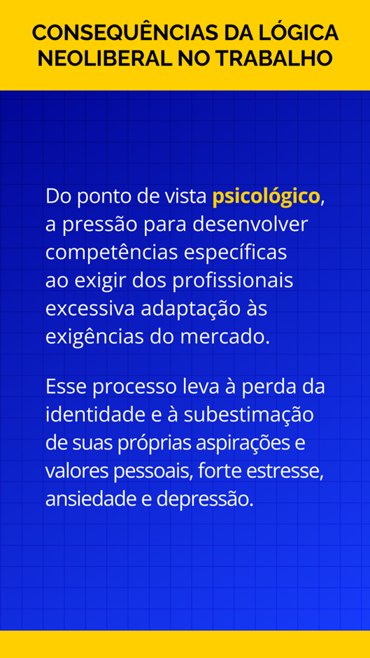 CONSEQUÊNCIAS DA LÓGICA
NEOLIBERAL NO TRABALHO
Do ponto de vista psicológico,
a pressão para desenvolver
competências específicas
ao exigir dos profissionais
excessiva adaptação às
exigências do mercado.
Esse processo leva à perda da
identidade e à subestimação
de suas próprias aspirações e
valores pessoais, forte estresse,
ansiedade e depressão.